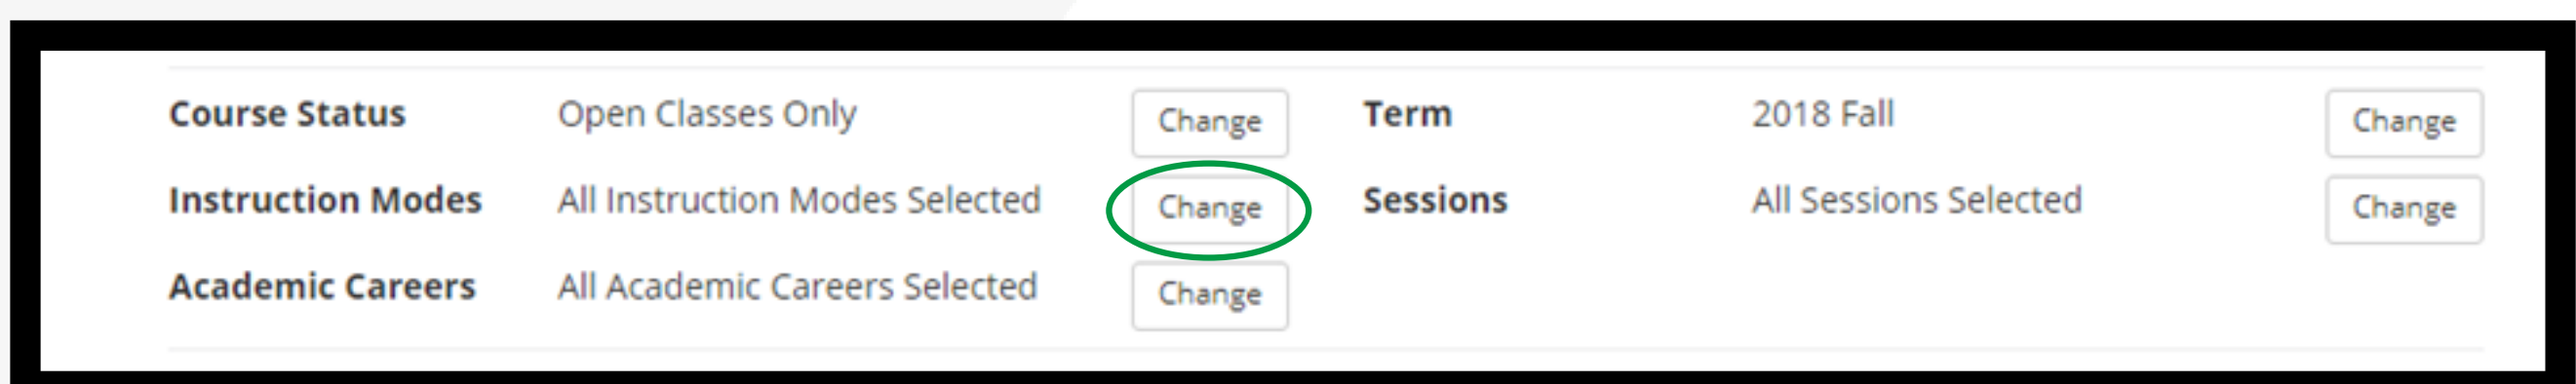 Course Status Open Classes Only Change Term 2018 Fall Change
Instruction Modes All Instruction Modes Selected Change Sessions All Sessions Selected Change
Academic Careers All Academic Careers Selected Change